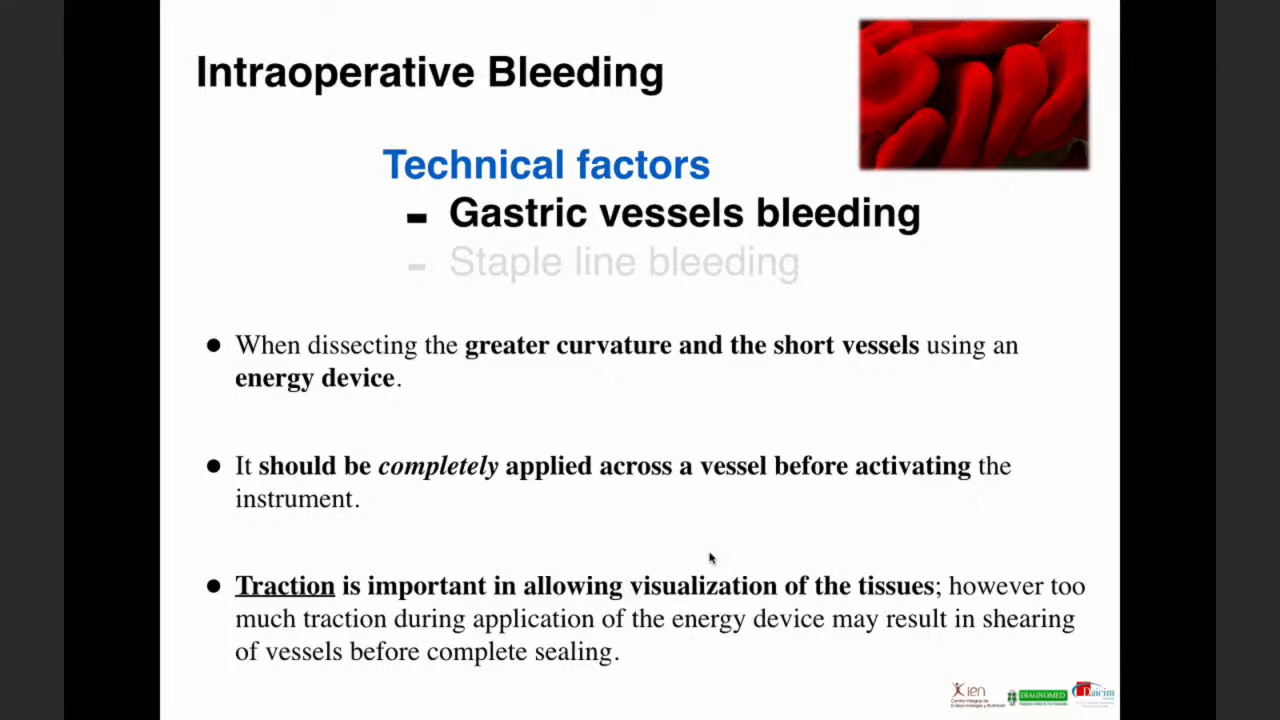 Intraoperative Bleeding
Technical factors
- Gastric vessels bleeding
- Staple line bleeding
● When dissecting the greater curvature and the short vessels using an
energy device.
● It should be completely applied across a vessel before activating the
instrument.
● Traction is important in allowing visualization of the tissues; however too
much traction during application of the energy device may result in shearing
of vessels before complete sealing.
ien
DIAGNOMED
Daicim